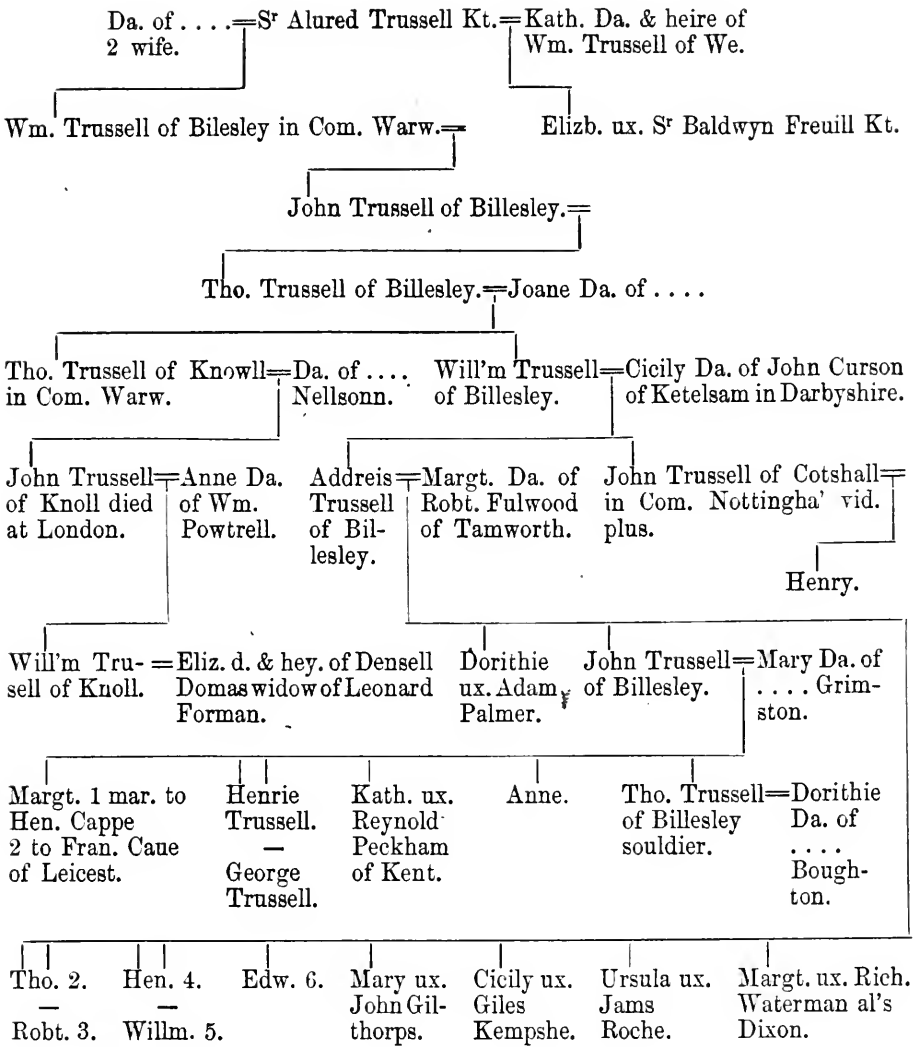 Da. of . . . .=Sʳ Alured Trussell Kt.=Kath. Da. & heire of
2 wife.
Wm. Trussell of We.
Wm. Trussell of Bilesley in Com. Warw.=
Elizb. ux. Sʳ Baldwyn Freuill Kt.
John Trussell of Billesley.=
Tho. Trussell of Billesley.=Joane Da. of . . . .
Tho. Trussell of Knowll=Da. of . . . .
in Com. Warw.
Nellsonn.
Will'm Trussell=Cicily Da. of John Curson
of Billesley.
of Ketelsam in Darbyshire.
John Trussell=Anne Da.
of Knoll died
at London.
of Wm.
Powtrell.
Addreis=Margt. Da. of
Trussell
of Bil-
lesley.
Robt. Fulwood
of Tamworth.
John Trussell of Cotshall=
in Com. Nottingha' vid.
plus.
Henry.
Will'm Tru-
sell of Knoll.
=Eliz. d. & hey. of Densell
Domas widow of Leonard
Forman.
Dorithie
ux. Adam
Palmer.
John Trussell=Mary Da. of
of Billesley.
. . . . Grim-
ston.
Margt. 1 mar. to
Hen. Cappe
2 to Fran. Caue
of Leicest.
Henrie
Trussell.
—
George
Trussell.
Kath. ux.
Reynold
Peckham
of Kent.
Anne.
Tho. Trussell=Dorithie
of Billesley
souldier.
Da. of
. . . .
Bough-
ton.
Tho. 2.
—
Robt. 3.
Hen. 4.
—
Willm. 5.
Edw. 6.
Mary ux.
John Gil-
thorps.
Cicily ux.
Giles
Kempshe.
Ursula ux.
Jams
Roche.
Margt. ux. Rich.
Waterman al's
Dixon.